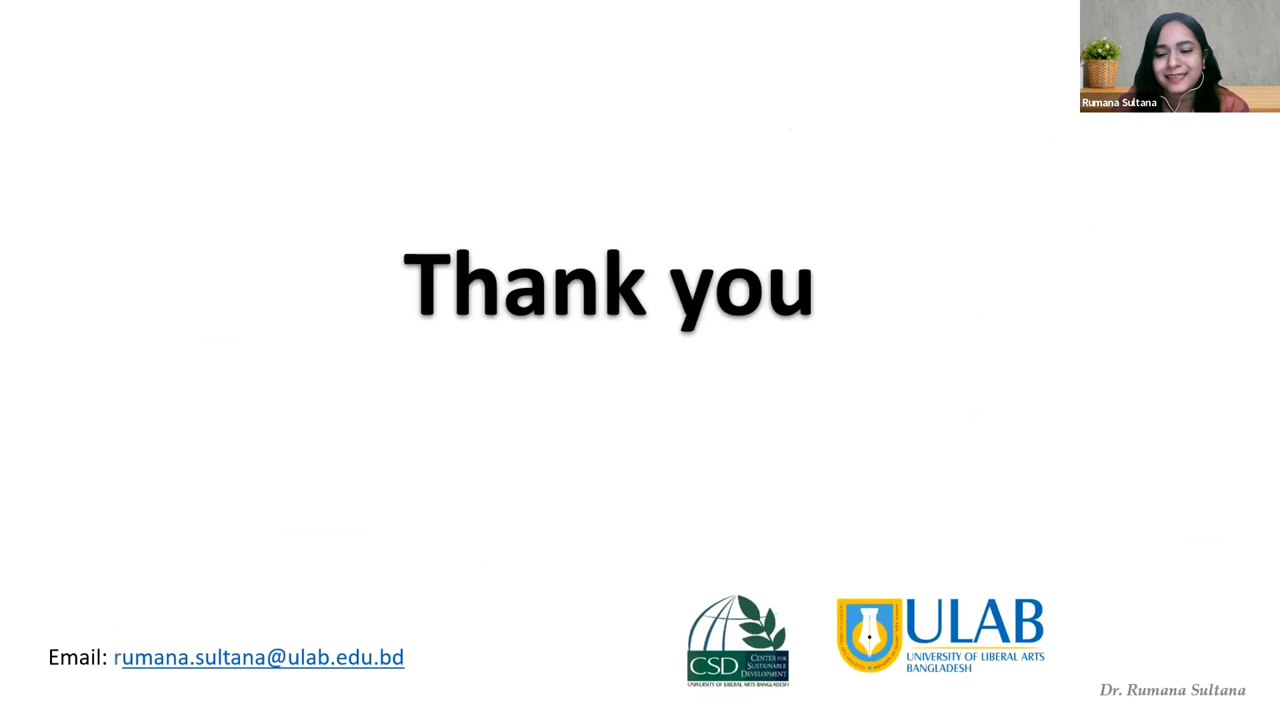 Rumana Sultana
Thank you
Email: rumana.sultana@ulab.edu.bd
CSD
CENTER FOR
SUSTAINABLE
DEVELOPMENT
UNIVERSITY OF LIBERAL ARTS BANGLADESH
ULAB
UNIVERSITY OF LIBERAL ARTS
BANGLADESH
Dr. Rumana Sultana